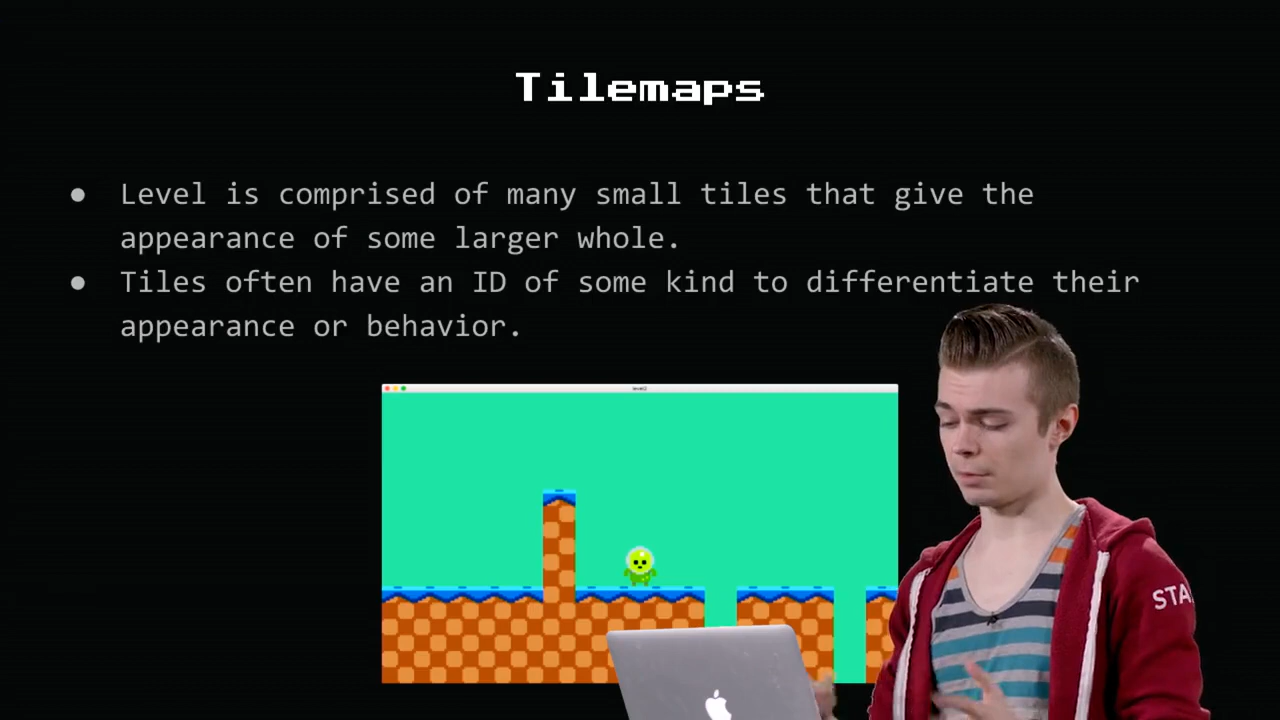 Tilemaps
● Level is comprised of many small tiles that give the
appearance of some larger whole.
● Tiles often have an ID of some kind to differentiate their
appearance or behavior.
STA